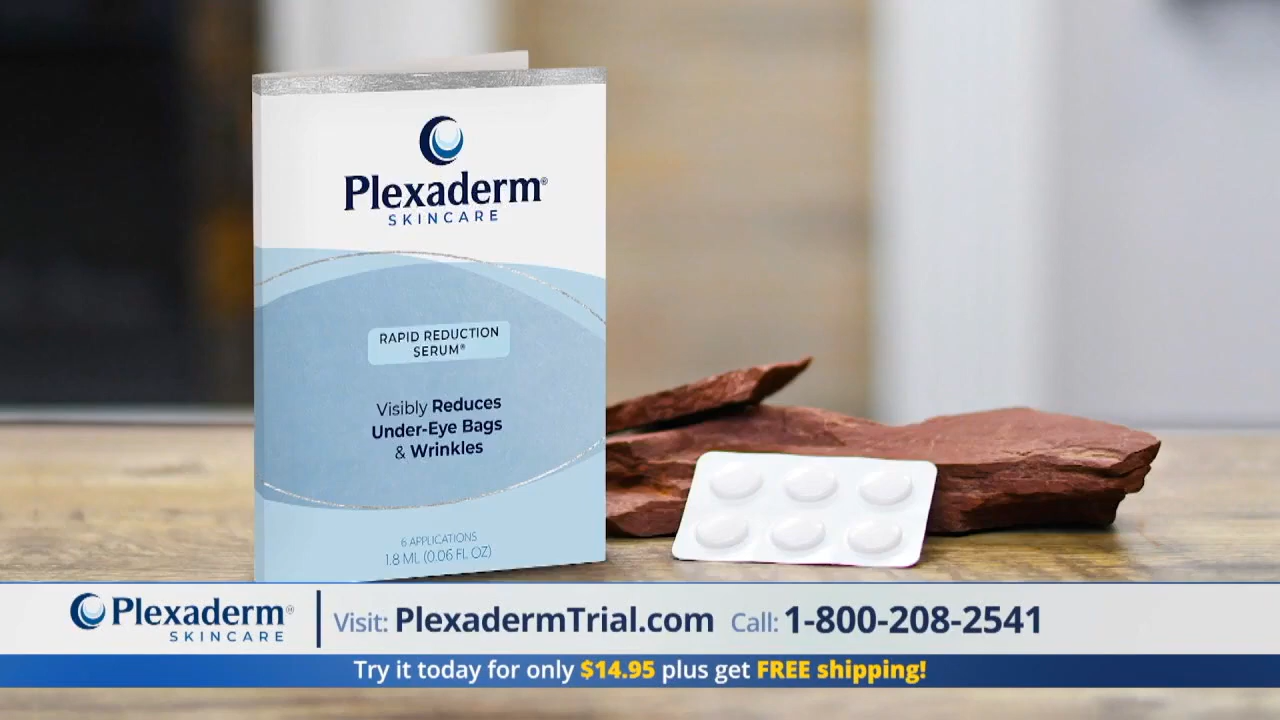 Plexaderm®
SKINCARE
RAPID REDUCTION
SERUM®
Visibly Reduces
Under-Eye Bags
& Wrinkles
6 APPLICATIONS
1.8 ML (0.06 FL OZ)
Plexaderm®
SKINCARE
Visit: PlexadermTrial.com Call: 1-800-208-2541
Try it today for only $14.95 plus get FREE shipping!